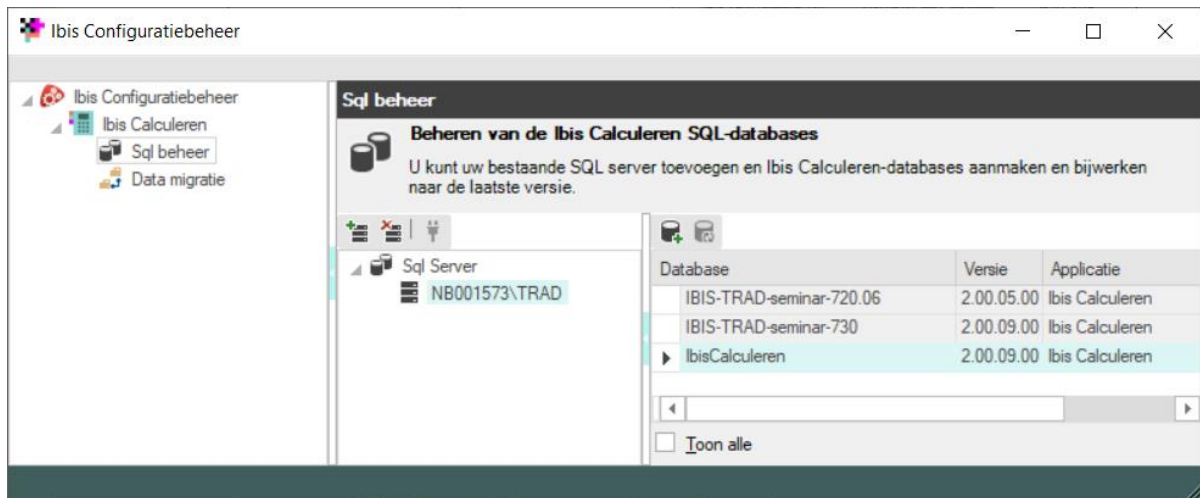 Ibis Configuratiebeheer
Ibis Configuratiebeheer
Ibis Calculeren
Sql beheer
Data migratie
Sql beheer
Beheren van de Ibis Calculeren SQL-databases
U kunt uw bestaande SQL server toevoegen en Ibis Calculeren-databases aanmaken en bijwerken
naar de laatste versie.
Sql Server
NB001573\TRAD
Database Versie Applicatie
IBIS-TRAD-seminar-720.06 2.00.05.00 Ibis Calculeren
IBIS-TRAD-seminar-730 2.00.09.00 Ibis Calculeren
IbisCalculeren 2.00.09.00 Ibis Calculeren
Toon alle